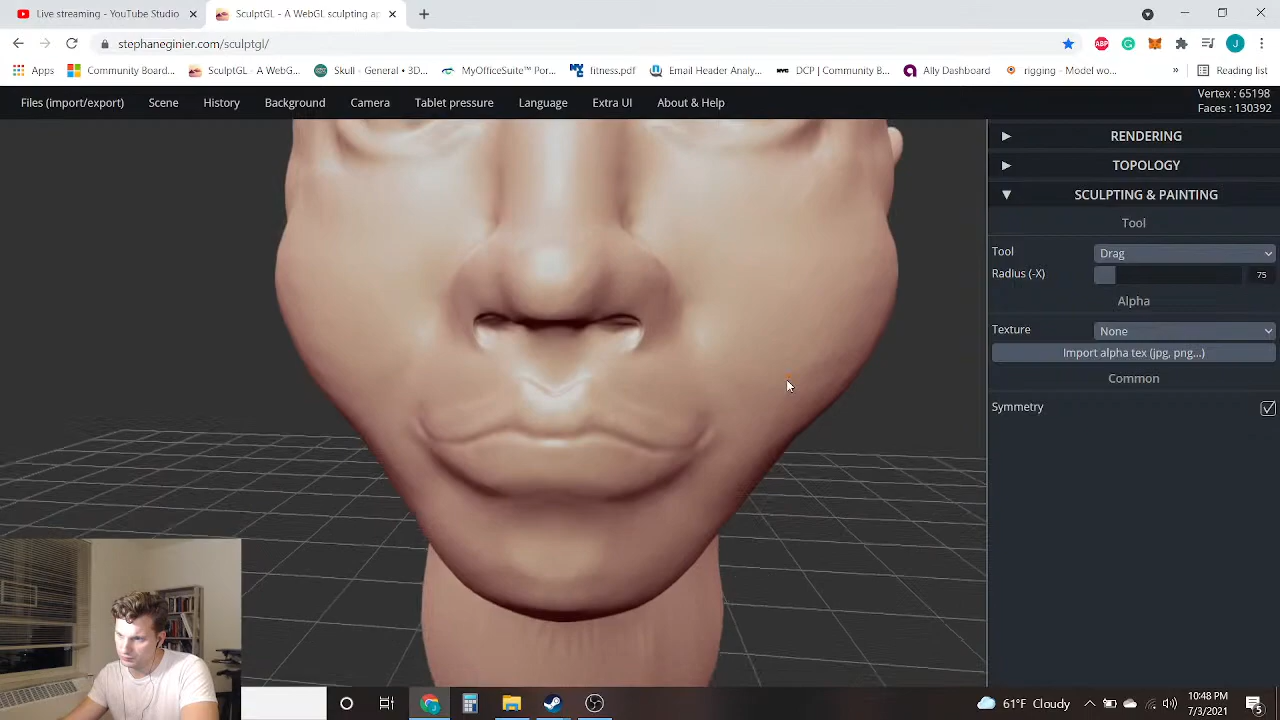 Live streaming - YouTube Studio
SculptGL - A WebGL sculpting ap
stephaneginier.com/sculptgl/
Apps
Community Board...
SculptGL - A WebG...
Skull - General • 3D...
MyOfficeSuite™ Por...
fitness.pdf
Email Header Analy...
DCP | Community B...
Ally Dashboard
rigging - Model wo...
»
Reading list
Files (import/export)
Scene
History
Background
Camera
Tablet pressure
Language
Extra UI
About & Help
Vertex : 65198
Faces : 130392
RENDERING
TOPOLOGY
SCULPTING & PAINTING
Tool
Tool
Drag
Radius (-X)
75
Alpha
Texture
None
Import alpha tex (jpg, png...)
Common
Symmetry
61°F Cloudy
10:48 PM
7/3/2021